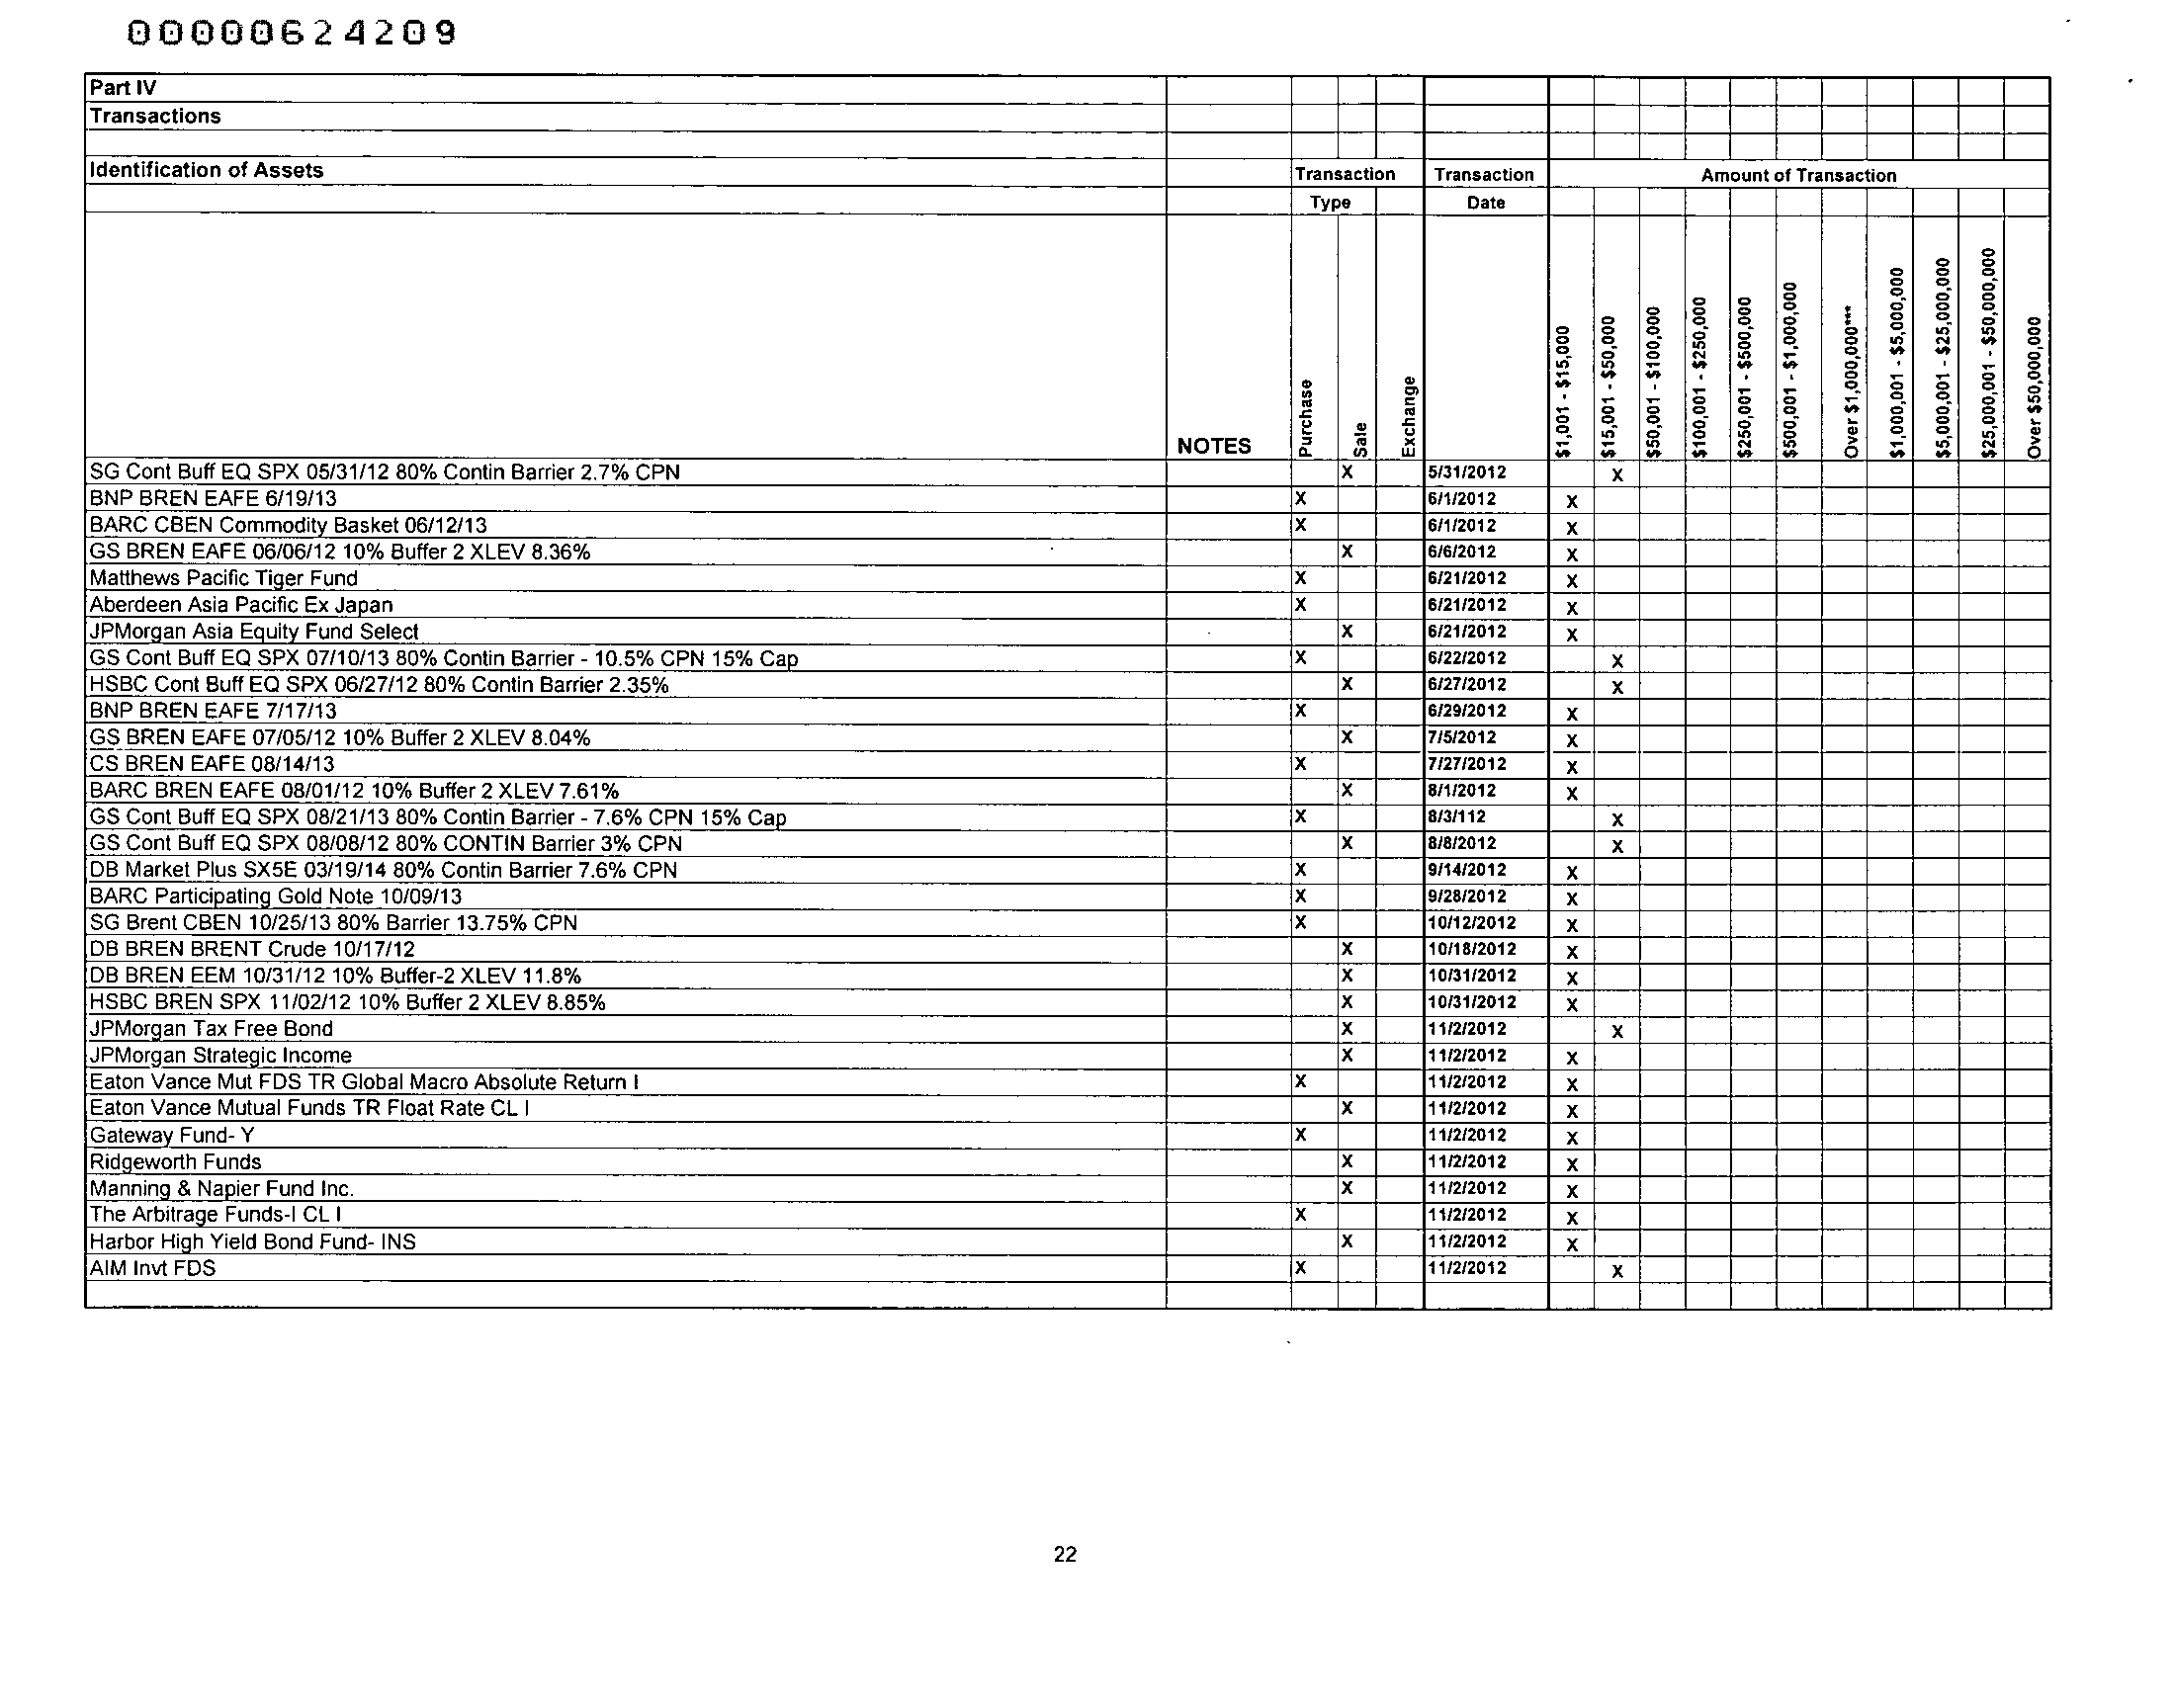 00000624209
Part IV
Transactions
Identification of Assets Transaction Transaction Amount of Transaction
Type Date
NOTES Purchase Sale Exchange $1,001 - $15,000 $15,001 - $50,000 $50,001 - $100,000 $100,001 - $250,000 $250,001 - $500,000 $500,001 - $1,000,000 Over $1,000,000*** $1,000,001 - $5,000,000 $5,000,001 - $25,000,000 $25,000,001 - $50,000,000 Over $50,000,000
SG Cont Buff EQ SPX 05/31/12 80% Contin Barrier 2.7% CPN X 5/31/2012 X
BNP BREN EAFE 6/19/13 X 6/1/2012 X
BARC CBEN Commodity Basket 06/12/13 X 6/1/2012 X
GS BREN EAFE 06/06/12 10% Buffer 2 XLEV 8.36% X 6/6/2012 X
Matthews Pacific Tiger Fund X 6/21/2012 X
Aberdeen Asia Pacific Ex Japan X 6/21/2012 X
JPMorgan Asia Equity Fund Select X 6/21/2012 X
GS Cont Buff EQ SPX 07/10/13 80% Contin Barrier - 10.5% CPN 15% Cap X 6/22/2012 X
HSBC Cont Buff EQ SPX 06/27/12 80% Contin Barrier 2.35% X 6/27/2012 X
BNP BREN EAFE 7/17/13 X 6/29/2012 X
GS BREN EAFE 07/05/12 10% Buffer 2 XLEV 8.04% X 7/5/2012 X
CS BREN EAFE 08/14/13 X 7/27/2012 X
BARC BREN EAFE 08/01/12 10% Buffer 2 XLEV 7.61% X 8/1/2012 X
GS Cont Buff EQ SPX 08/21/13 80% Contin Barrier - 7.6% CPN 15% Cap X 8/3/112 X
GS Cont Buff EQ SPX 08/08/12 80% CONTIN Barrier 3% CPN X 8/8/2012 X
DB Market Plus SX5E 03/19/14 80% Contin Barrier 7.6% CPN X 9/14/2012 X
BARC Participating Gold Note 10/09/13 X 9/28/2012 X
SG Brent CBEN 10/25/13 80% Barrier 13.75% CPN X 10/12/2012 X
DB BREN BRENT Crude 10/17/12 X 10/18/2012 X
DB BREN EEM 10/31/12 10% Buffer-2 XLEV 11.8% X 10/31/2012 X
HSBC BREN SPX 11/02/12 10% Buffer 2 XLEV 8.85% X 10/31/2012 X
JPMorgan Tax Free Bond X 11/2/2012 X
JPMorgan Strategic Income X 11/2/2012 X
Eaton Vance Mut FDS TR Global Macro Absolute Return I X 11/2/2012 X
Eaton Vance Mutual Funds TR Float Rate CL I X 11/2/2012 X
Gateway Fund- Y X 11/2/2012 X
Ridgeworth Funds X 11/2/2012 X
Manning & Napier Fund Inc. X 11/2/2012 X
The Arbitrage Funds-I CL I X 11/2/2012 X
Harbor High Yield Bond Fund- INS X 11/2/2012 X
AIM Invt FDS X 11/2/2012 X
22